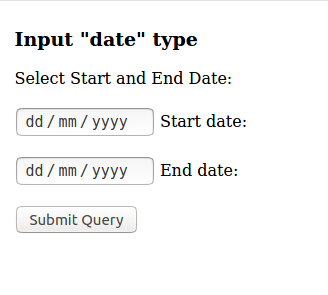 Input "date" type
Select Start and End Date:
dd / mm / yyyy Start date:
dd / mm / yyyy End date:
Submit Query